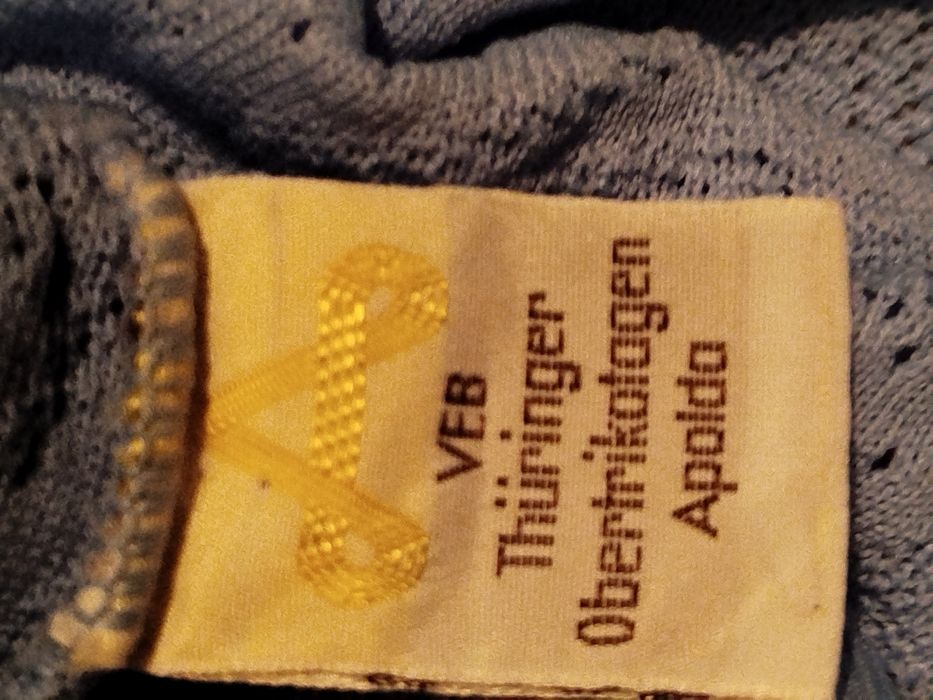 VEB
Thüringer
Obertrikotagen
Apolda